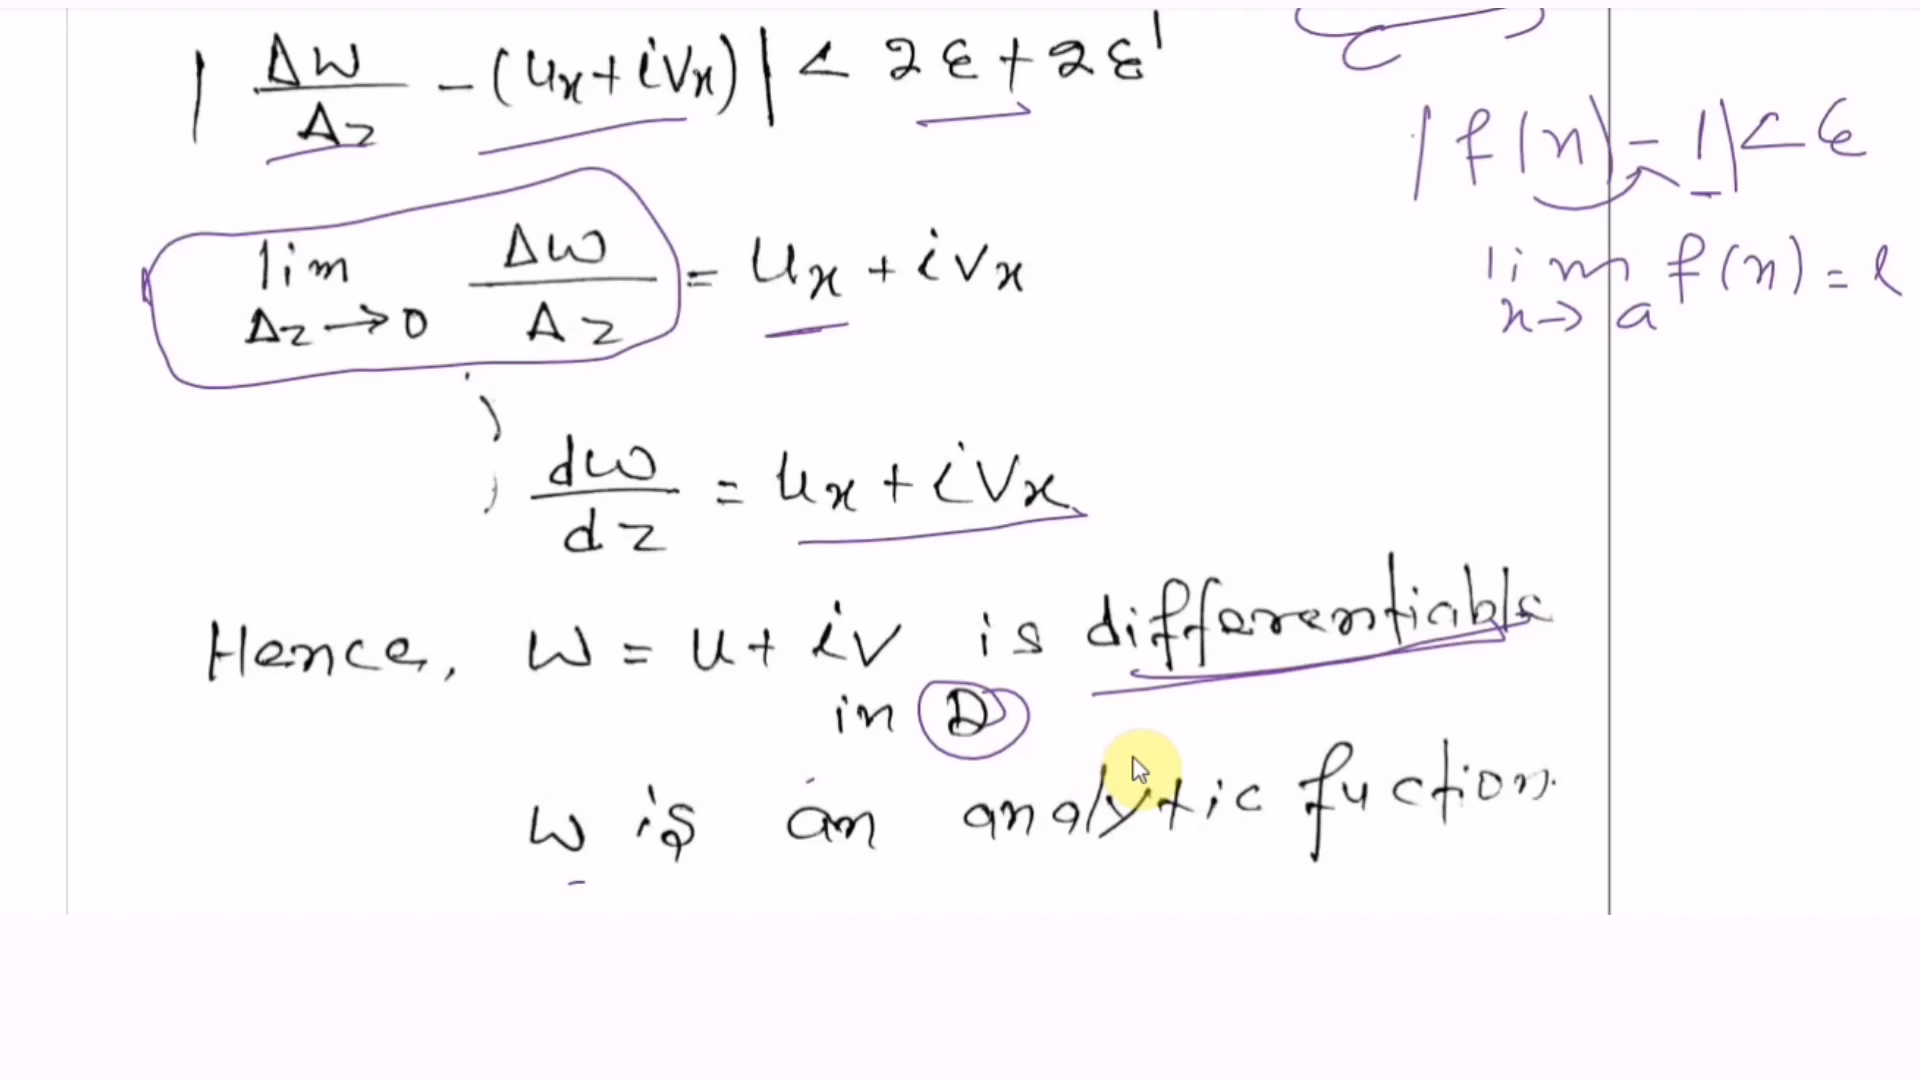 | ΔW/Δz - (ux + ivx) | < 2ε + 2ε'
lim Δz→0 ΔW/Δz = ux + ivx
dw/dz = ux + ivx
Hence, W = u + iv is differentiable
in D
W is an analytic fuction.
|f(x) - l| < ε
lim x→a f(x) = l